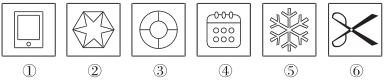 ① ② ③ ④ ⑤ ⑥